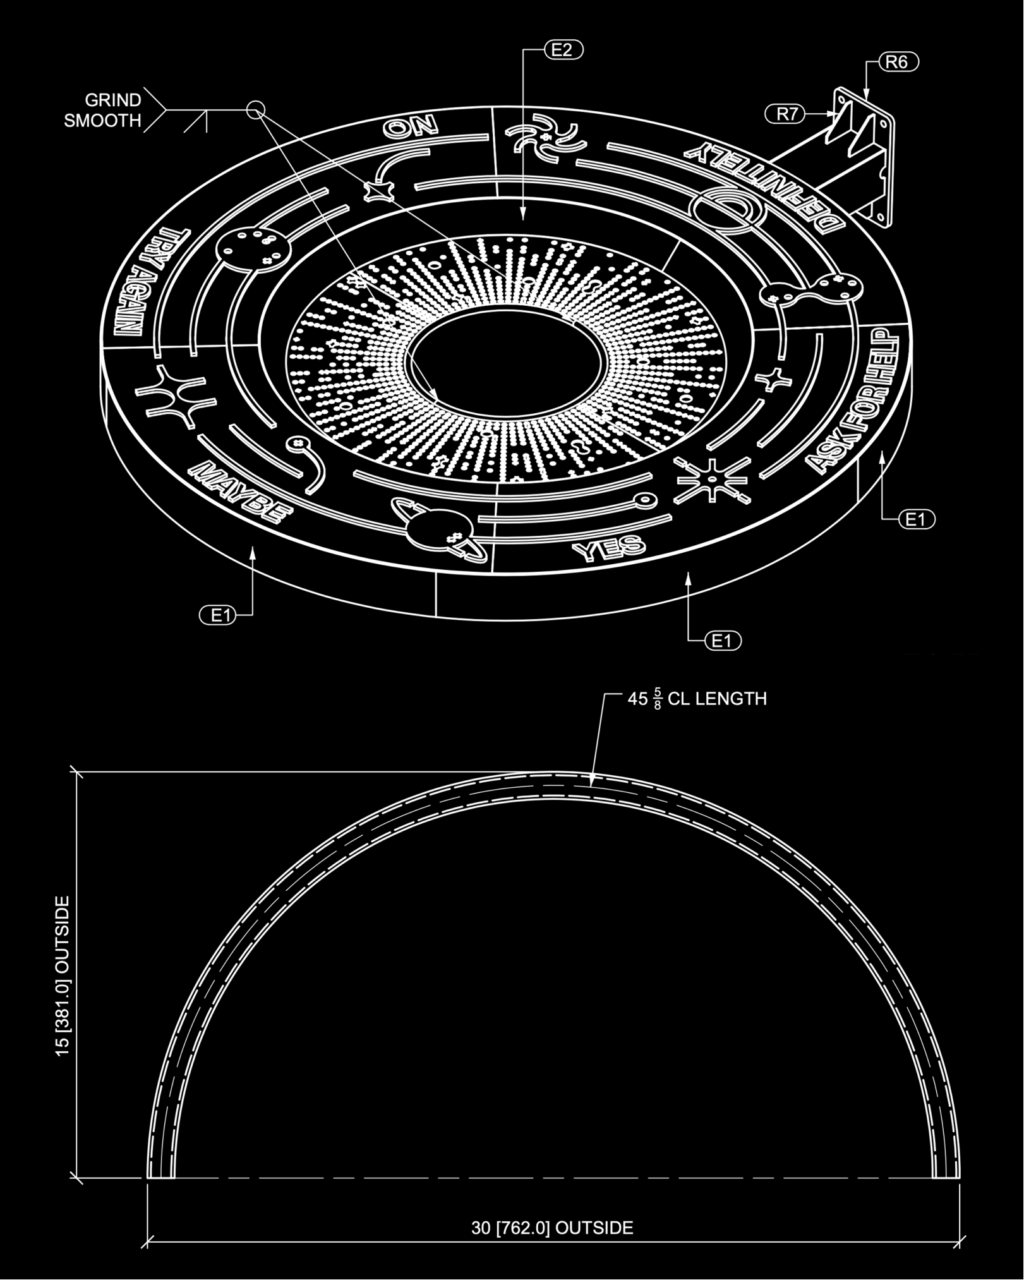 E2
R6
GRIND
SMOOTH
R7
NO
DEFINITELY
TRY AGAIN
ASK FOR HELP
MAYBE
YES
E1
E1
E1
45 5/8 CL LENGTH
15 [381.0] OUTSIDE
30 [762.0] OUTSIDE